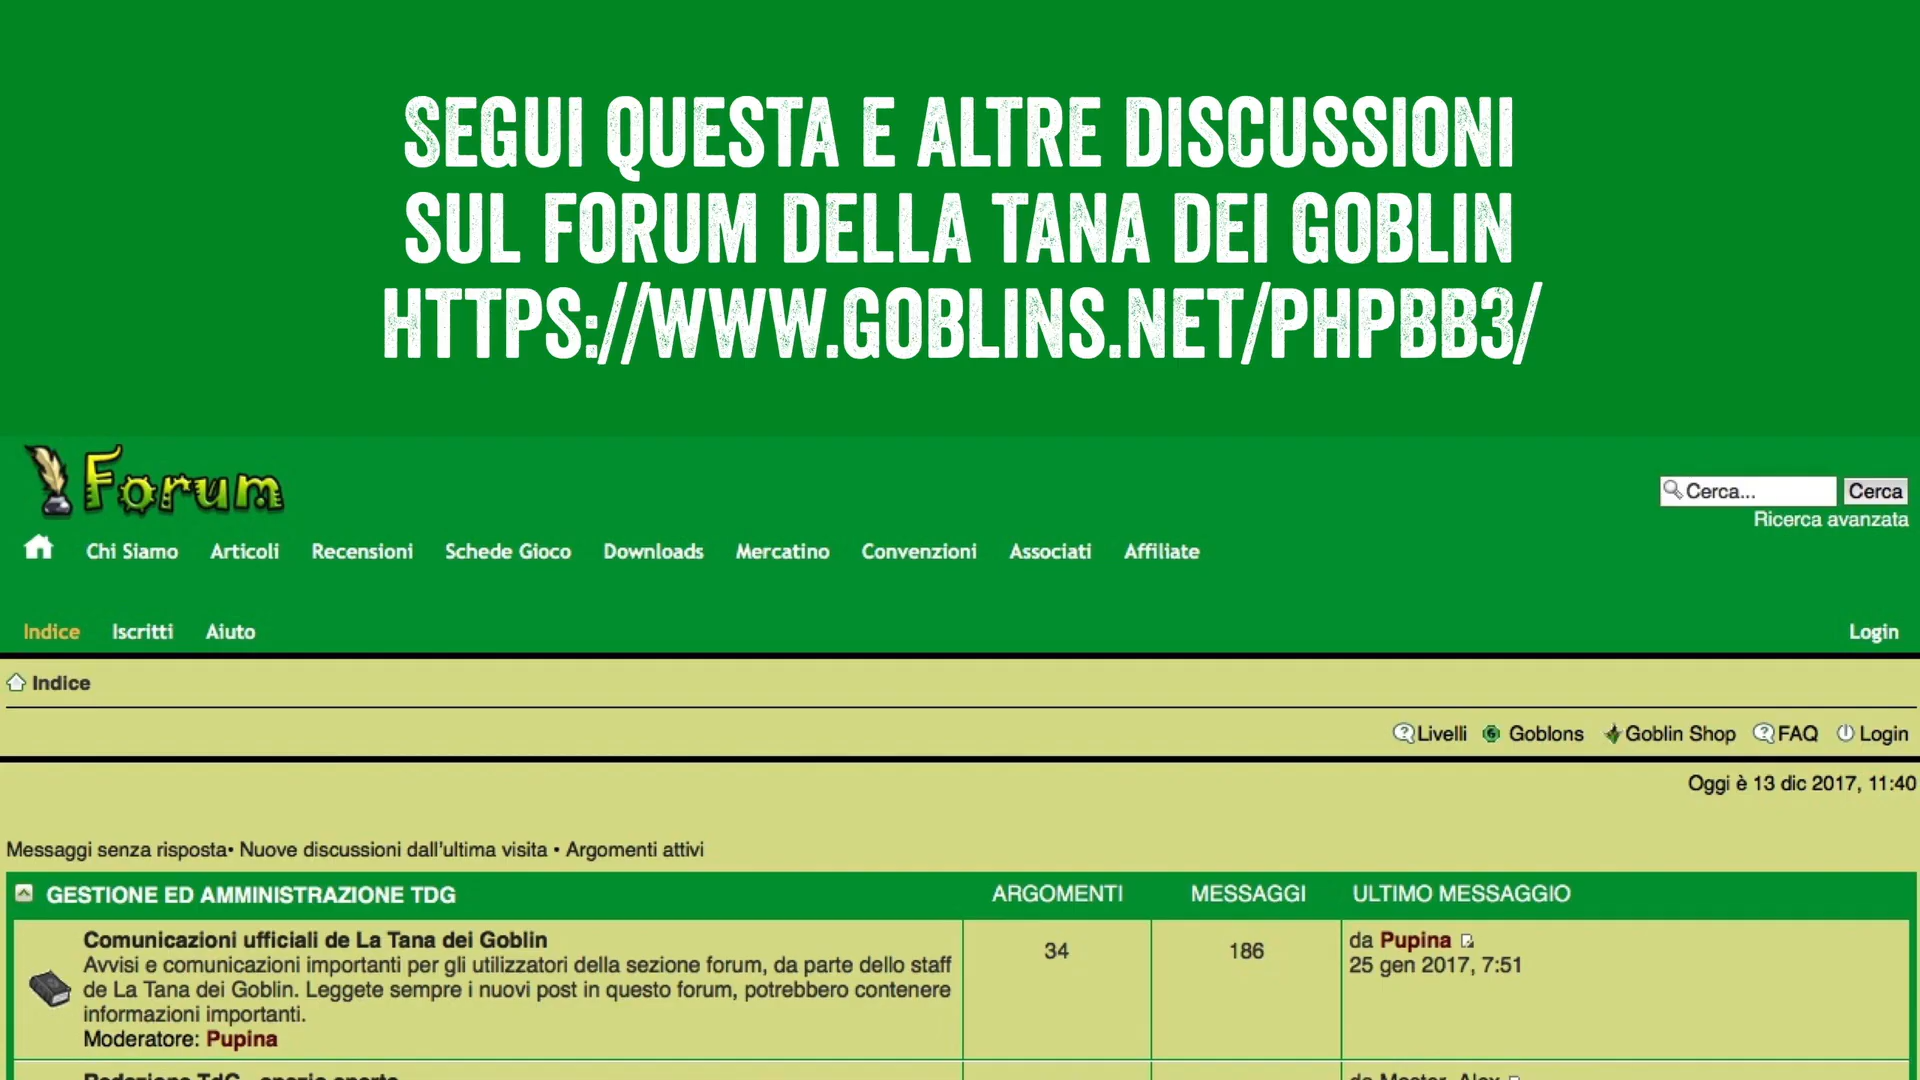 SEGUI QUESTA E ALTRE DISCUSSIONI
SUL FORUM DELLA TANA DEI GOBLIN
HTTPS://WWW.GOBLINS.NET/PHPBB3/
Forum
Cerca... Cerca
Ricerca avanzata
Chi Siamo Articoli Recensioni Schede Gioco Downloads Mercatino Convenzioni Associati Affiliate
Indice Iscritti Aiuto Login
Indice
Livelli Goblons Goblin Shop FAQ Login
Oggi è 13 dic 2017, 11:40
Messaggi senza risposta• Nuove discussioni dall'ultima visita • Argomenti attivi
GESTIONE ED AMMINISTRAZIONE TDG ARGOMENTI MESSAGGI ULTIMO MESSAGGIO
Comunicazioni ufficiali de La Tana dei Goblin
Avvisi e comunicazioni importanti per gli utilizzatori della sezione forum, da parte dello staff
de La Tana dei Goblin. Leggete sempre i nuovi post in questo forum, potrebbero contenere
informazioni importanti.
Moderatore: Pupina
34
186
da Pupina
25 gen 2017, 7:51